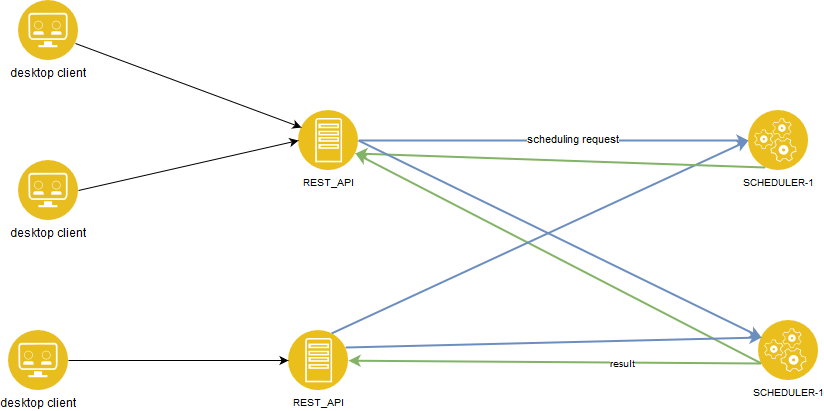 desktop client
scheduling request
REST_API
SCHEDULER-1
desktop client
result
desktop client
REST_API
SCHEDULER-1